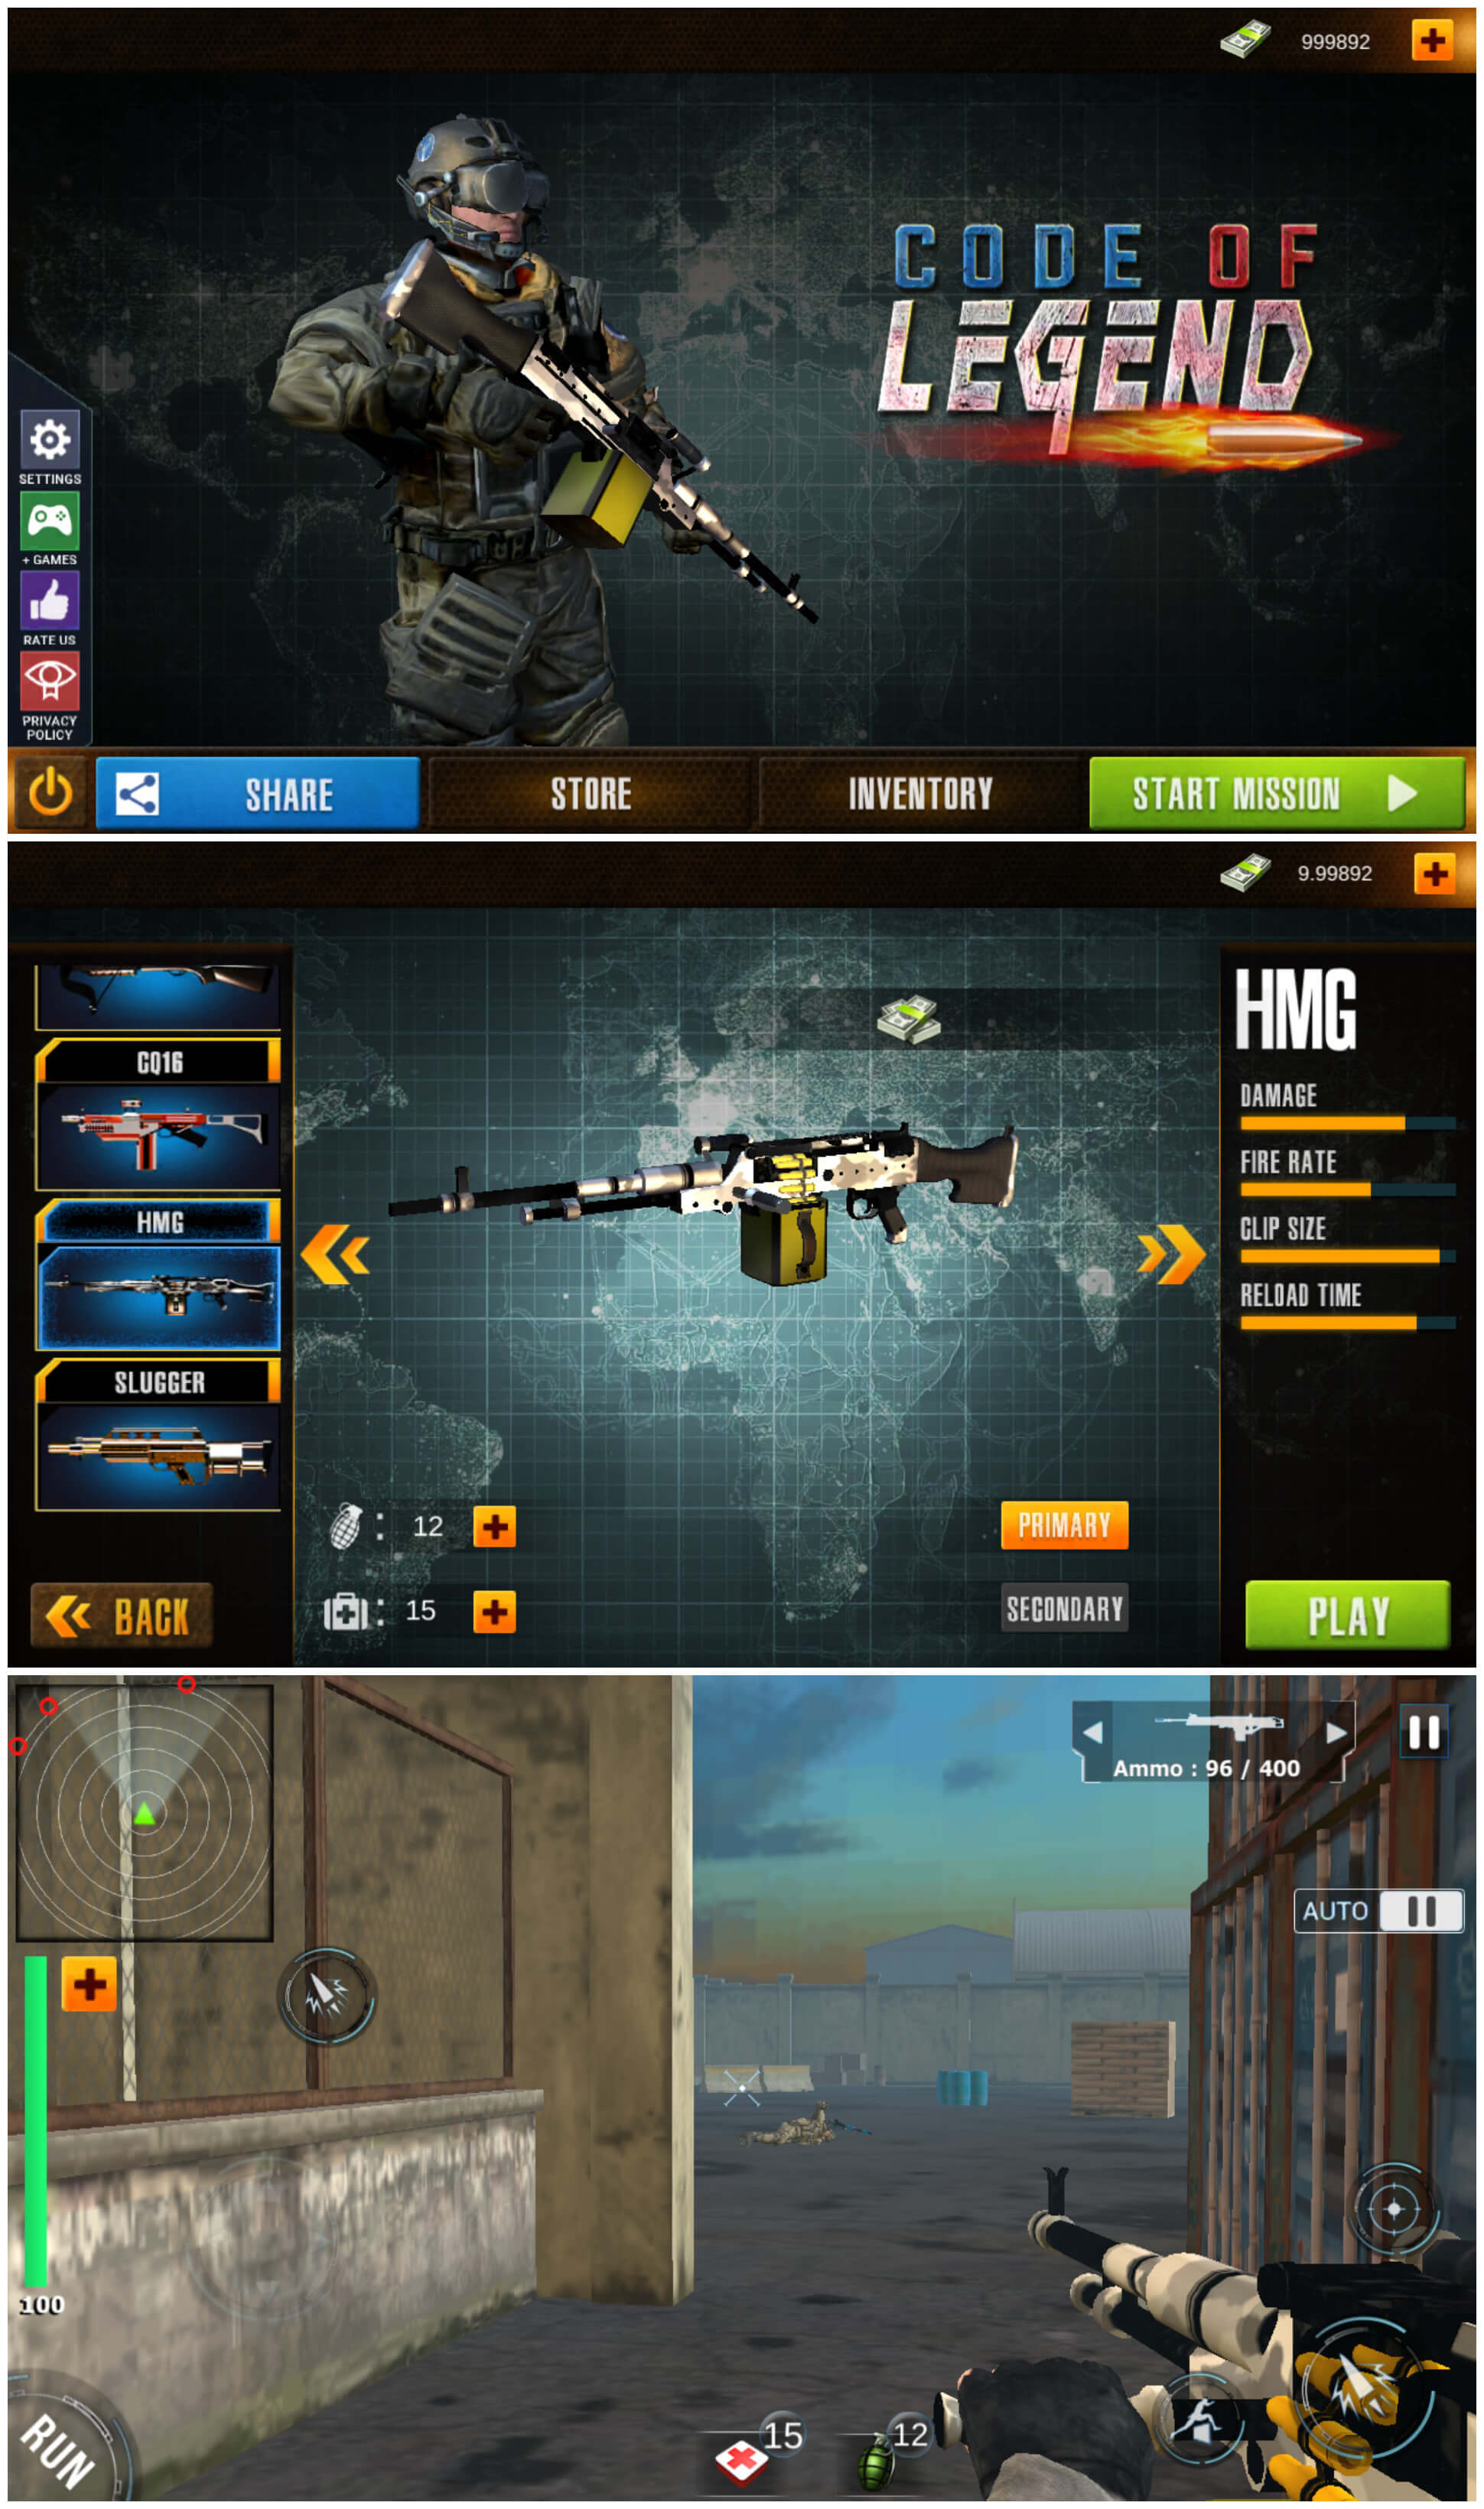 999892
CODE OF
LEGEND
SETTINGS
+ GAMES
RATE US
PRIVACY
POLICY
SHARE
STORE
INVENTORY
START MISSION
9.99892
CQ16
HMG
SLUGGER
HMG
DAMAGE
FIRE RATE
CLIP SIZE
RELOAD TIME
: 12
: 15
PRIMARY
SECONDARY
BACK
PLAY
Ammo : 96 / 400
AUTO
100
RUN
15
12